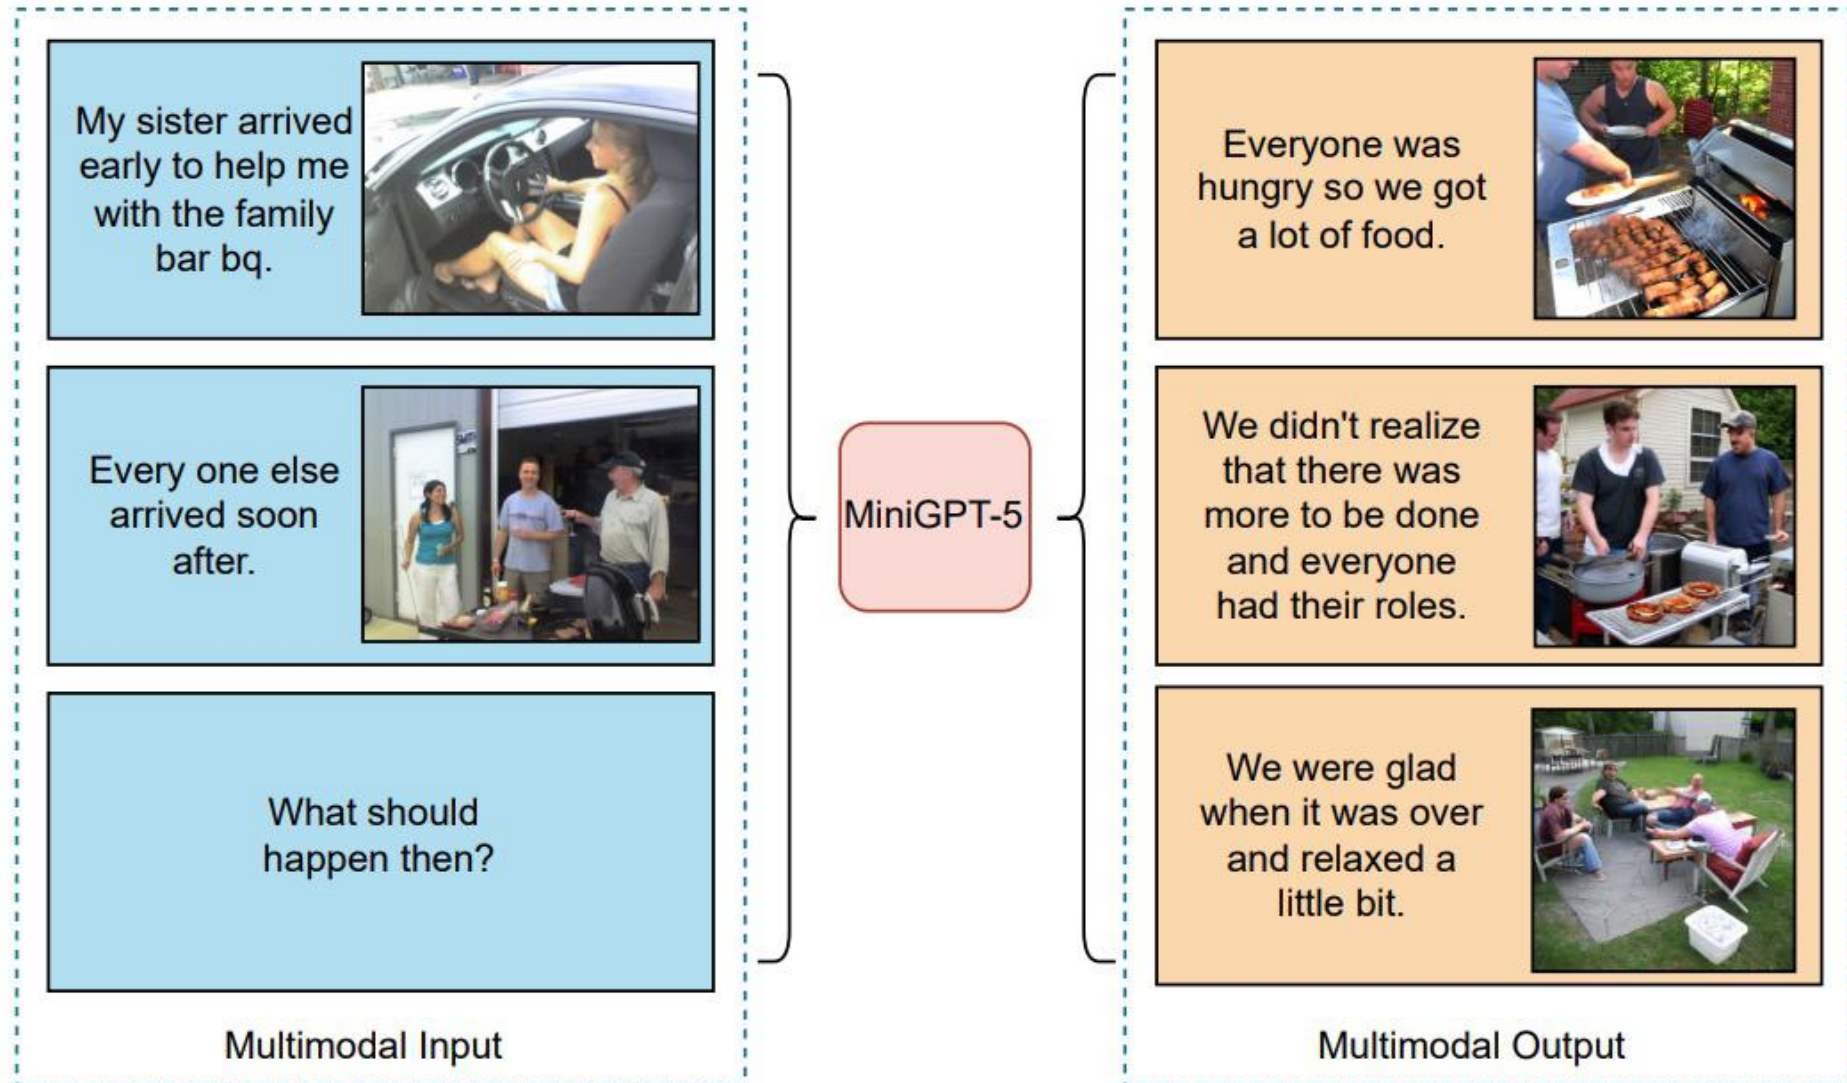 My sister arrived
early to help me
with the family
bar bq.
Every one else
arrived soon
after.
What should
happen then?
Multimodal Input
MiniGPT-5
Everyone was
hungry so we got
a lot of food.
We didn't realize
that there was
more to be done
and everyone
had their roles.
We were glad
when it was over
and relaxed a
little bit.
Multimodal Output